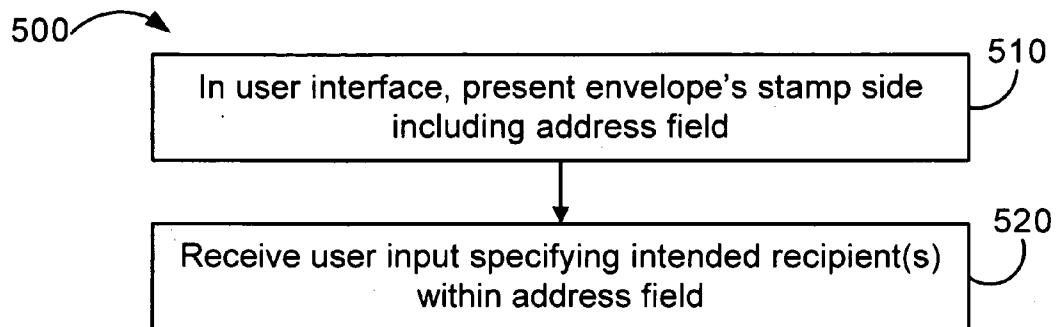 500
510
In user interface, present envelope's stamp side
including address field
520
Receive user input specifying intended recipient(s)
within address field